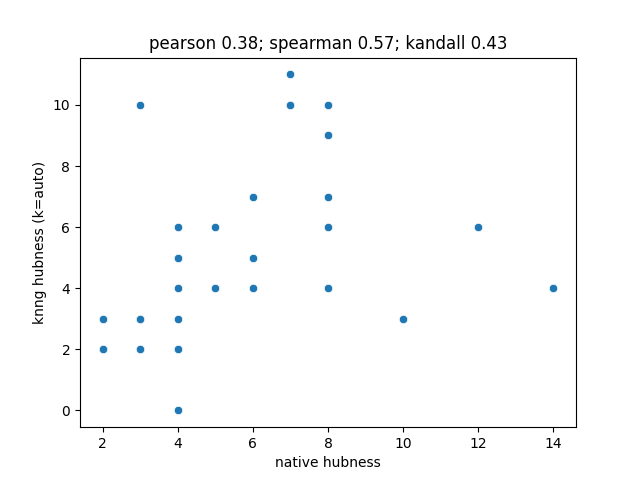 pearson 0.38; spearman 0.57; kandall 0.43
10
8
6
4
2
0
knng hubness (k=auto)
2 4 6 8 10 12 14
native hubness